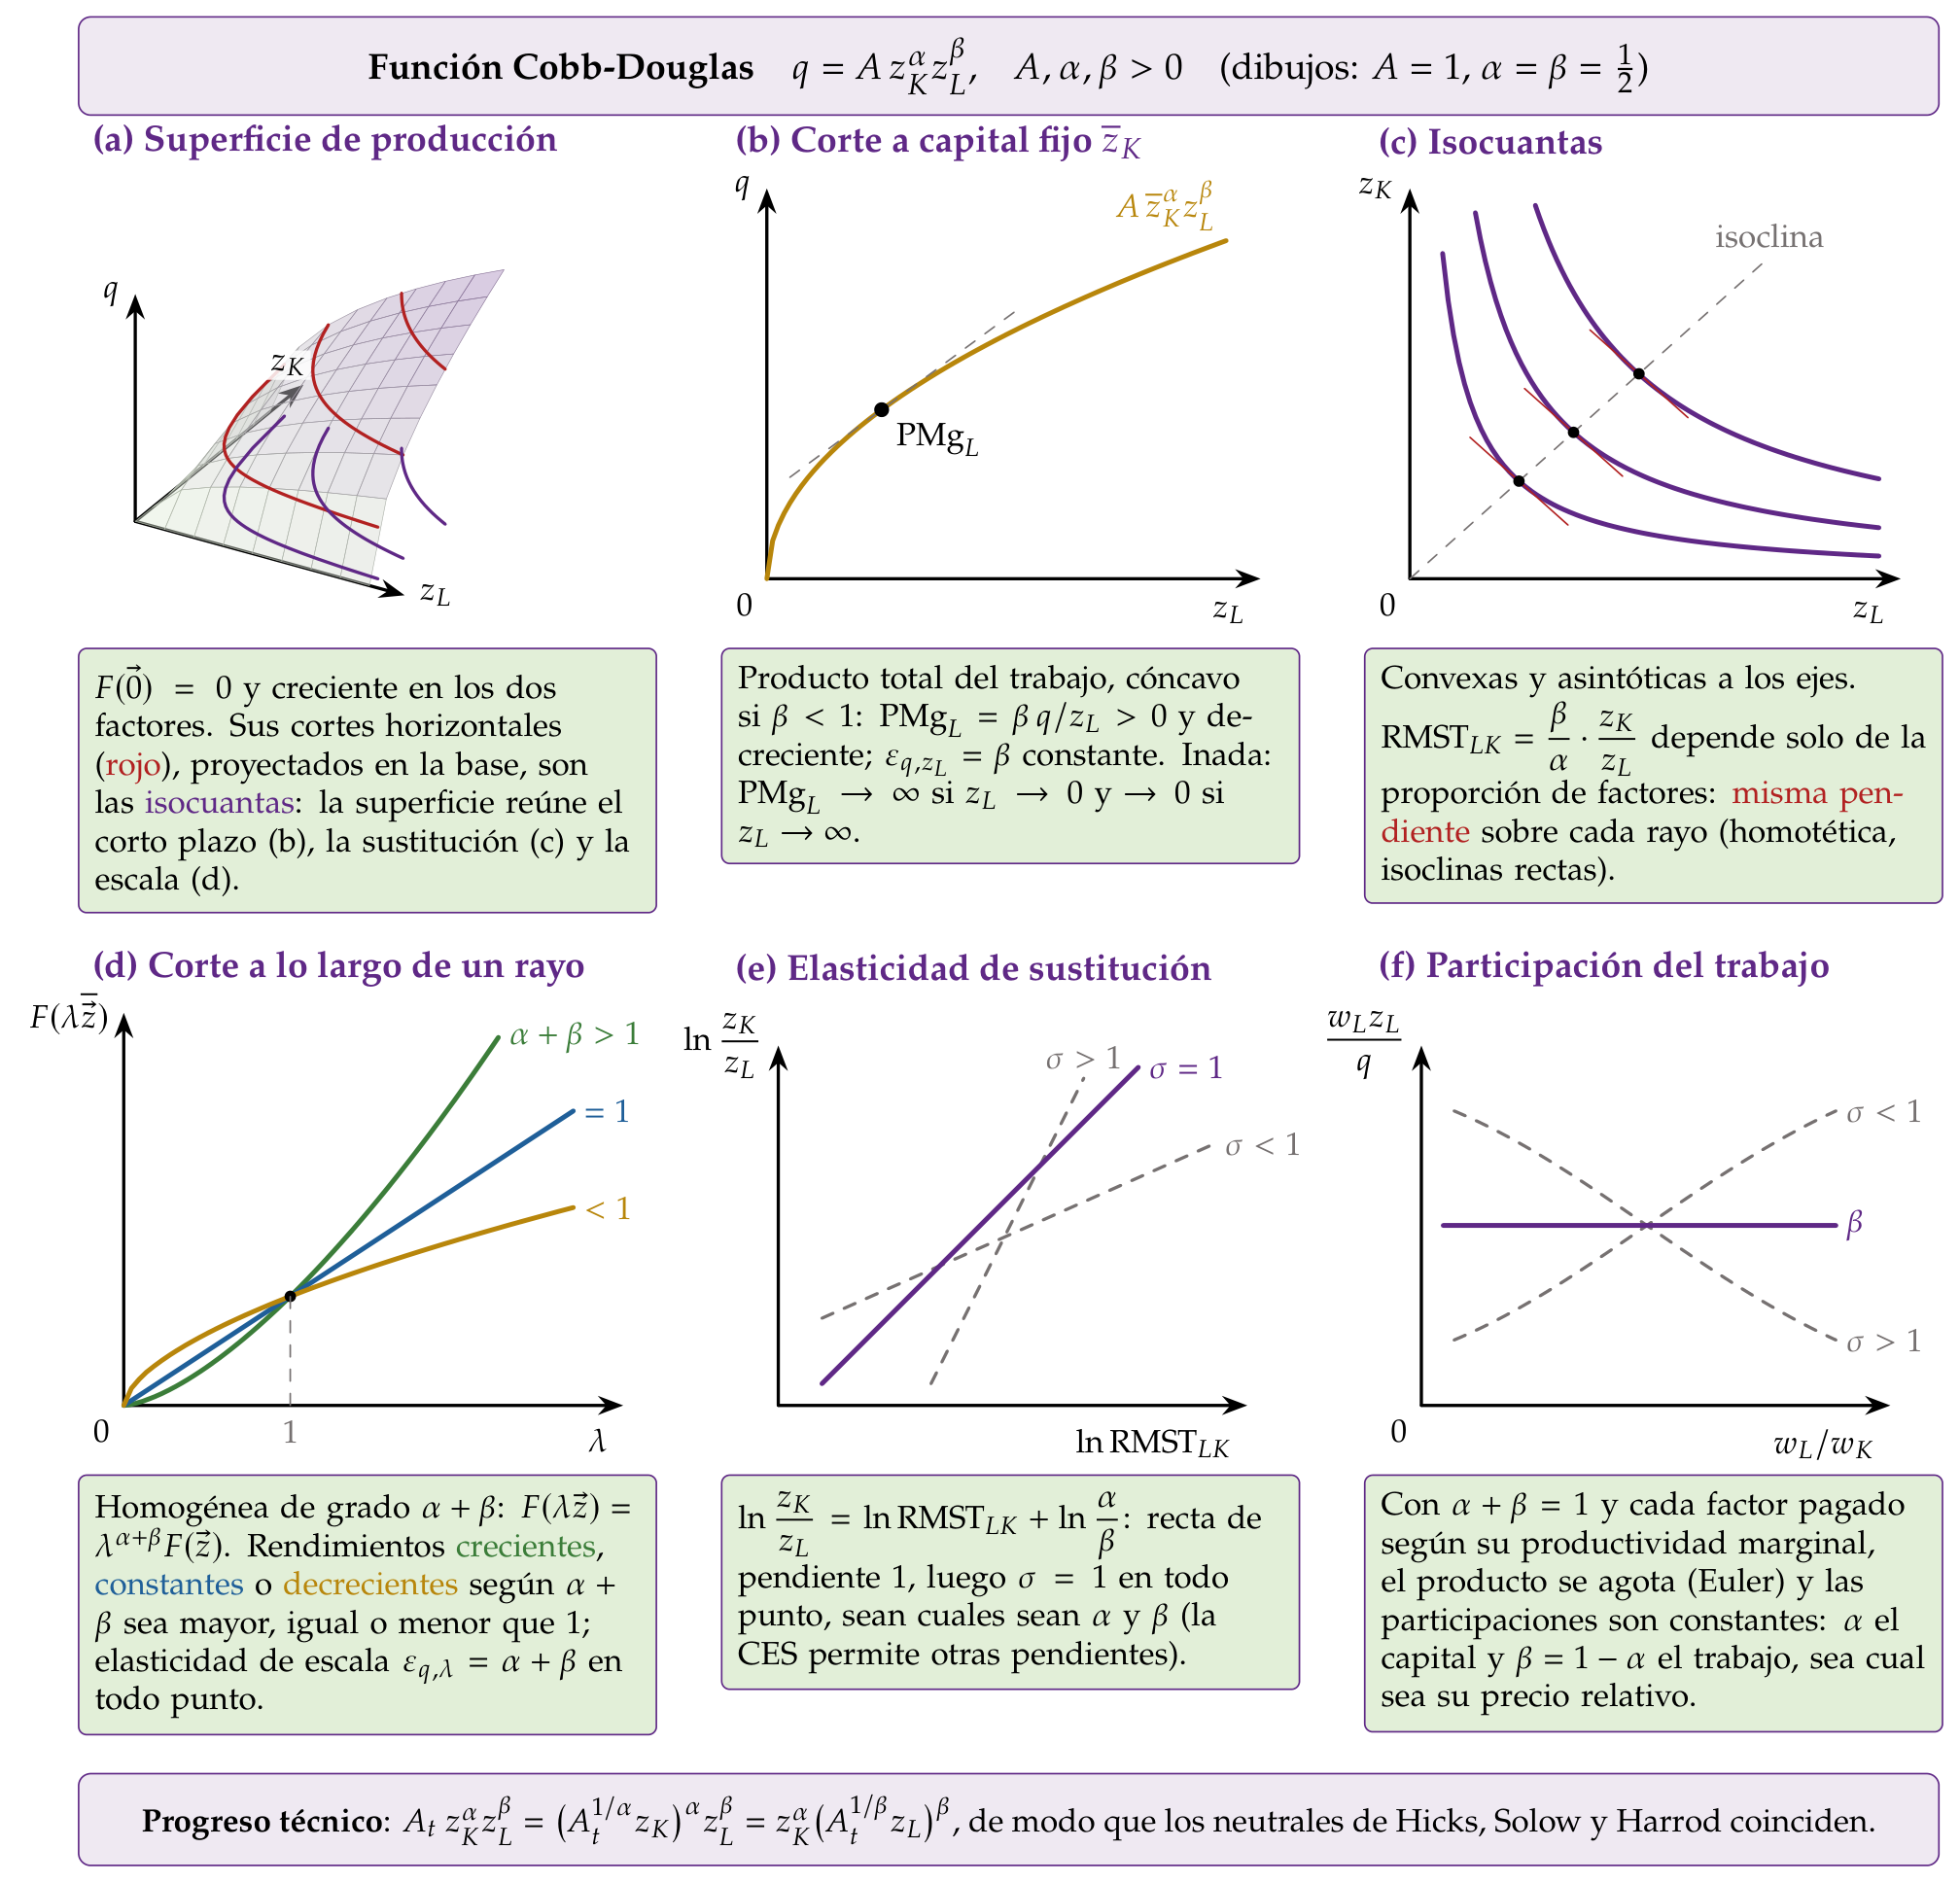 Función Cobb-Douglas q = A z_K^α z_L^β, A, α, β > 0 (dibujos: A = 1, α = β = 1/2)
(a) Superficie de producción
q
z_K
z_L
F(0⃗) = 0 y creciente en los dos
factores. Sus cortes horizontales
(rojo), proyectados en la base, son
las isocuantas: la superficie reúne el
corto plazo (b), la sustitución (c) y la
escala (d).
(b) Corte a capital fijo z̄_K
q
A z̄_K^α z_L^β
PMg_L
0
z_L
Producto total del trabajo, cóncavo
si β < 1: PMg_L = β q/z_L > 0 y de-
creciente; ε_{q,z_L} = β constante. Inada:
PMg_L → ∞ si z_L → 0 y → 0 si
z_L → ∞.
(c) Isocuantas
z_K
isoclina
0
z_L
Convexas y asintóticas a los ejes.
RMST_{LK} = β/α · z_K/z_L depende solo de la
proporción de factores: misma pen-
diente sobre cada rayo (homotética,
isoclinas rectas).
(d) Corte a lo largo de un rayo
F(λz⃗̄)
α + β > 1
= 1
< 1
0
1
λ
Homogénea de grado α + β: F(λz⃗) =
λ^{α+β}F(z⃗). Rendimientos crecientes,
constantes o decrecientes según α +
β sea mayor, igual o menor que 1;
elasticidad de escala ε_{q,λ} = α + β en
todo punto.
(e) Elasticidad de sustitución
ln z_K/z_L
σ > 1
σ = 1
σ < 1
ln RMST_{LK}
ln z_K/z_L = ln RMST_{LK} + ln α/β: recta de
pendiente 1, luego σ = 1 en todo
punto, sean cuales sean α y β (la
CES permite otras pendientes).
(f) Participación del trabajo
w_L z_L/q
σ < 1
β
σ > 1
0
w_L/w_K
Con α + β = 1 y cada factor pagado
según su productividad marginal,
el producto se agota (Euler) y las
participaciones son constantes: α el
capital y β = 1 − α el trabajo, sea cual
sea su precio relativo.
Progreso técnico: A_t z_K^α z_L^β = (A_t^{1/α} z_K)^α z_L^β = z_K^α (A_t^{1/β} z_L)^β, de modo que los neutrales de Hicks, Solow y Harrod coinciden.